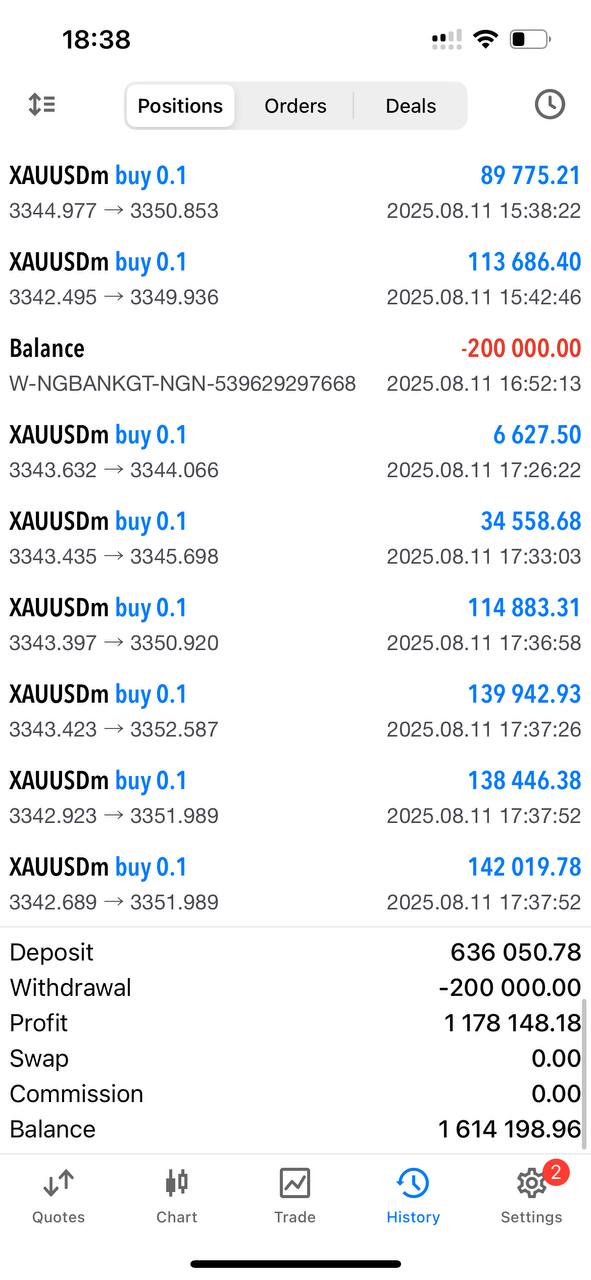 18:38
Positions Orders Deals
XAUUSDm buy 0.1 89 775.21
3344.977 → 3350.853 2025.08.11 15:38:22
XAUUSDm buy 0.1 113 686.40
3342.495 → 3349.936 2025.08.11 15:42:46
Balance -200 000.00
W-NGBANKGT-NGN-539629297668 2025.08.11 16:52:13
XAUUSDm buy 0.1 6 627.50
3343.632 → 3344.066 2025.08.11 17:26:22
XAUUSDm buy 0.1 34 558.68
3343.435 → 3345.698 2025.08.11 17:33:03
XAUUSDm buy 0.1 114 883.31
3343.397 → 3350.920 2025.08.11 17:36:58
XAUUSDm buy 0.1 139 942.93
3343.423 → 3352.587 2025.08.11 17:37:26
XAUUSDm buy 0.1 138 446.38
3342.923 → 3351.989 2025.08.11 17:37:52
XAUUSDm buy 0.1 142 019.78
3342.689 → 3351.989 2025.08.11 17:37:52
Deposit 636 050.78
Withdrawal -200 000.00
Profit 1 178 148.18
Swap 0.00
Commission 0.00
Balance 1 614 198.96
2
Quotes Chart Trade History Settings